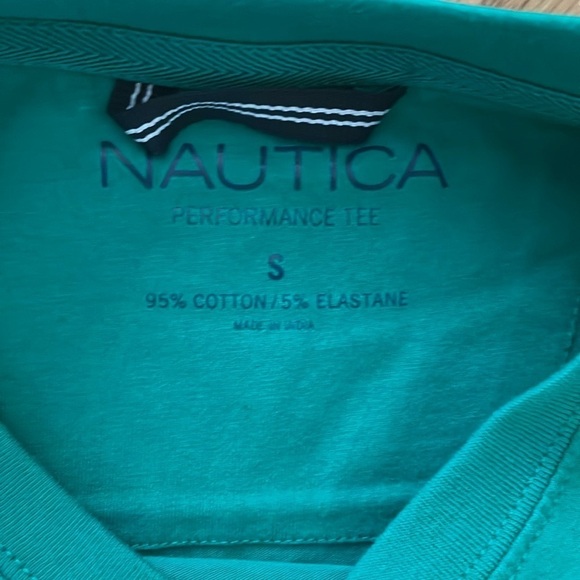 NAUTICA
PERFORMANCE TEE
S
95% COTTON/5% ELASTANE
MADE IN INDIA